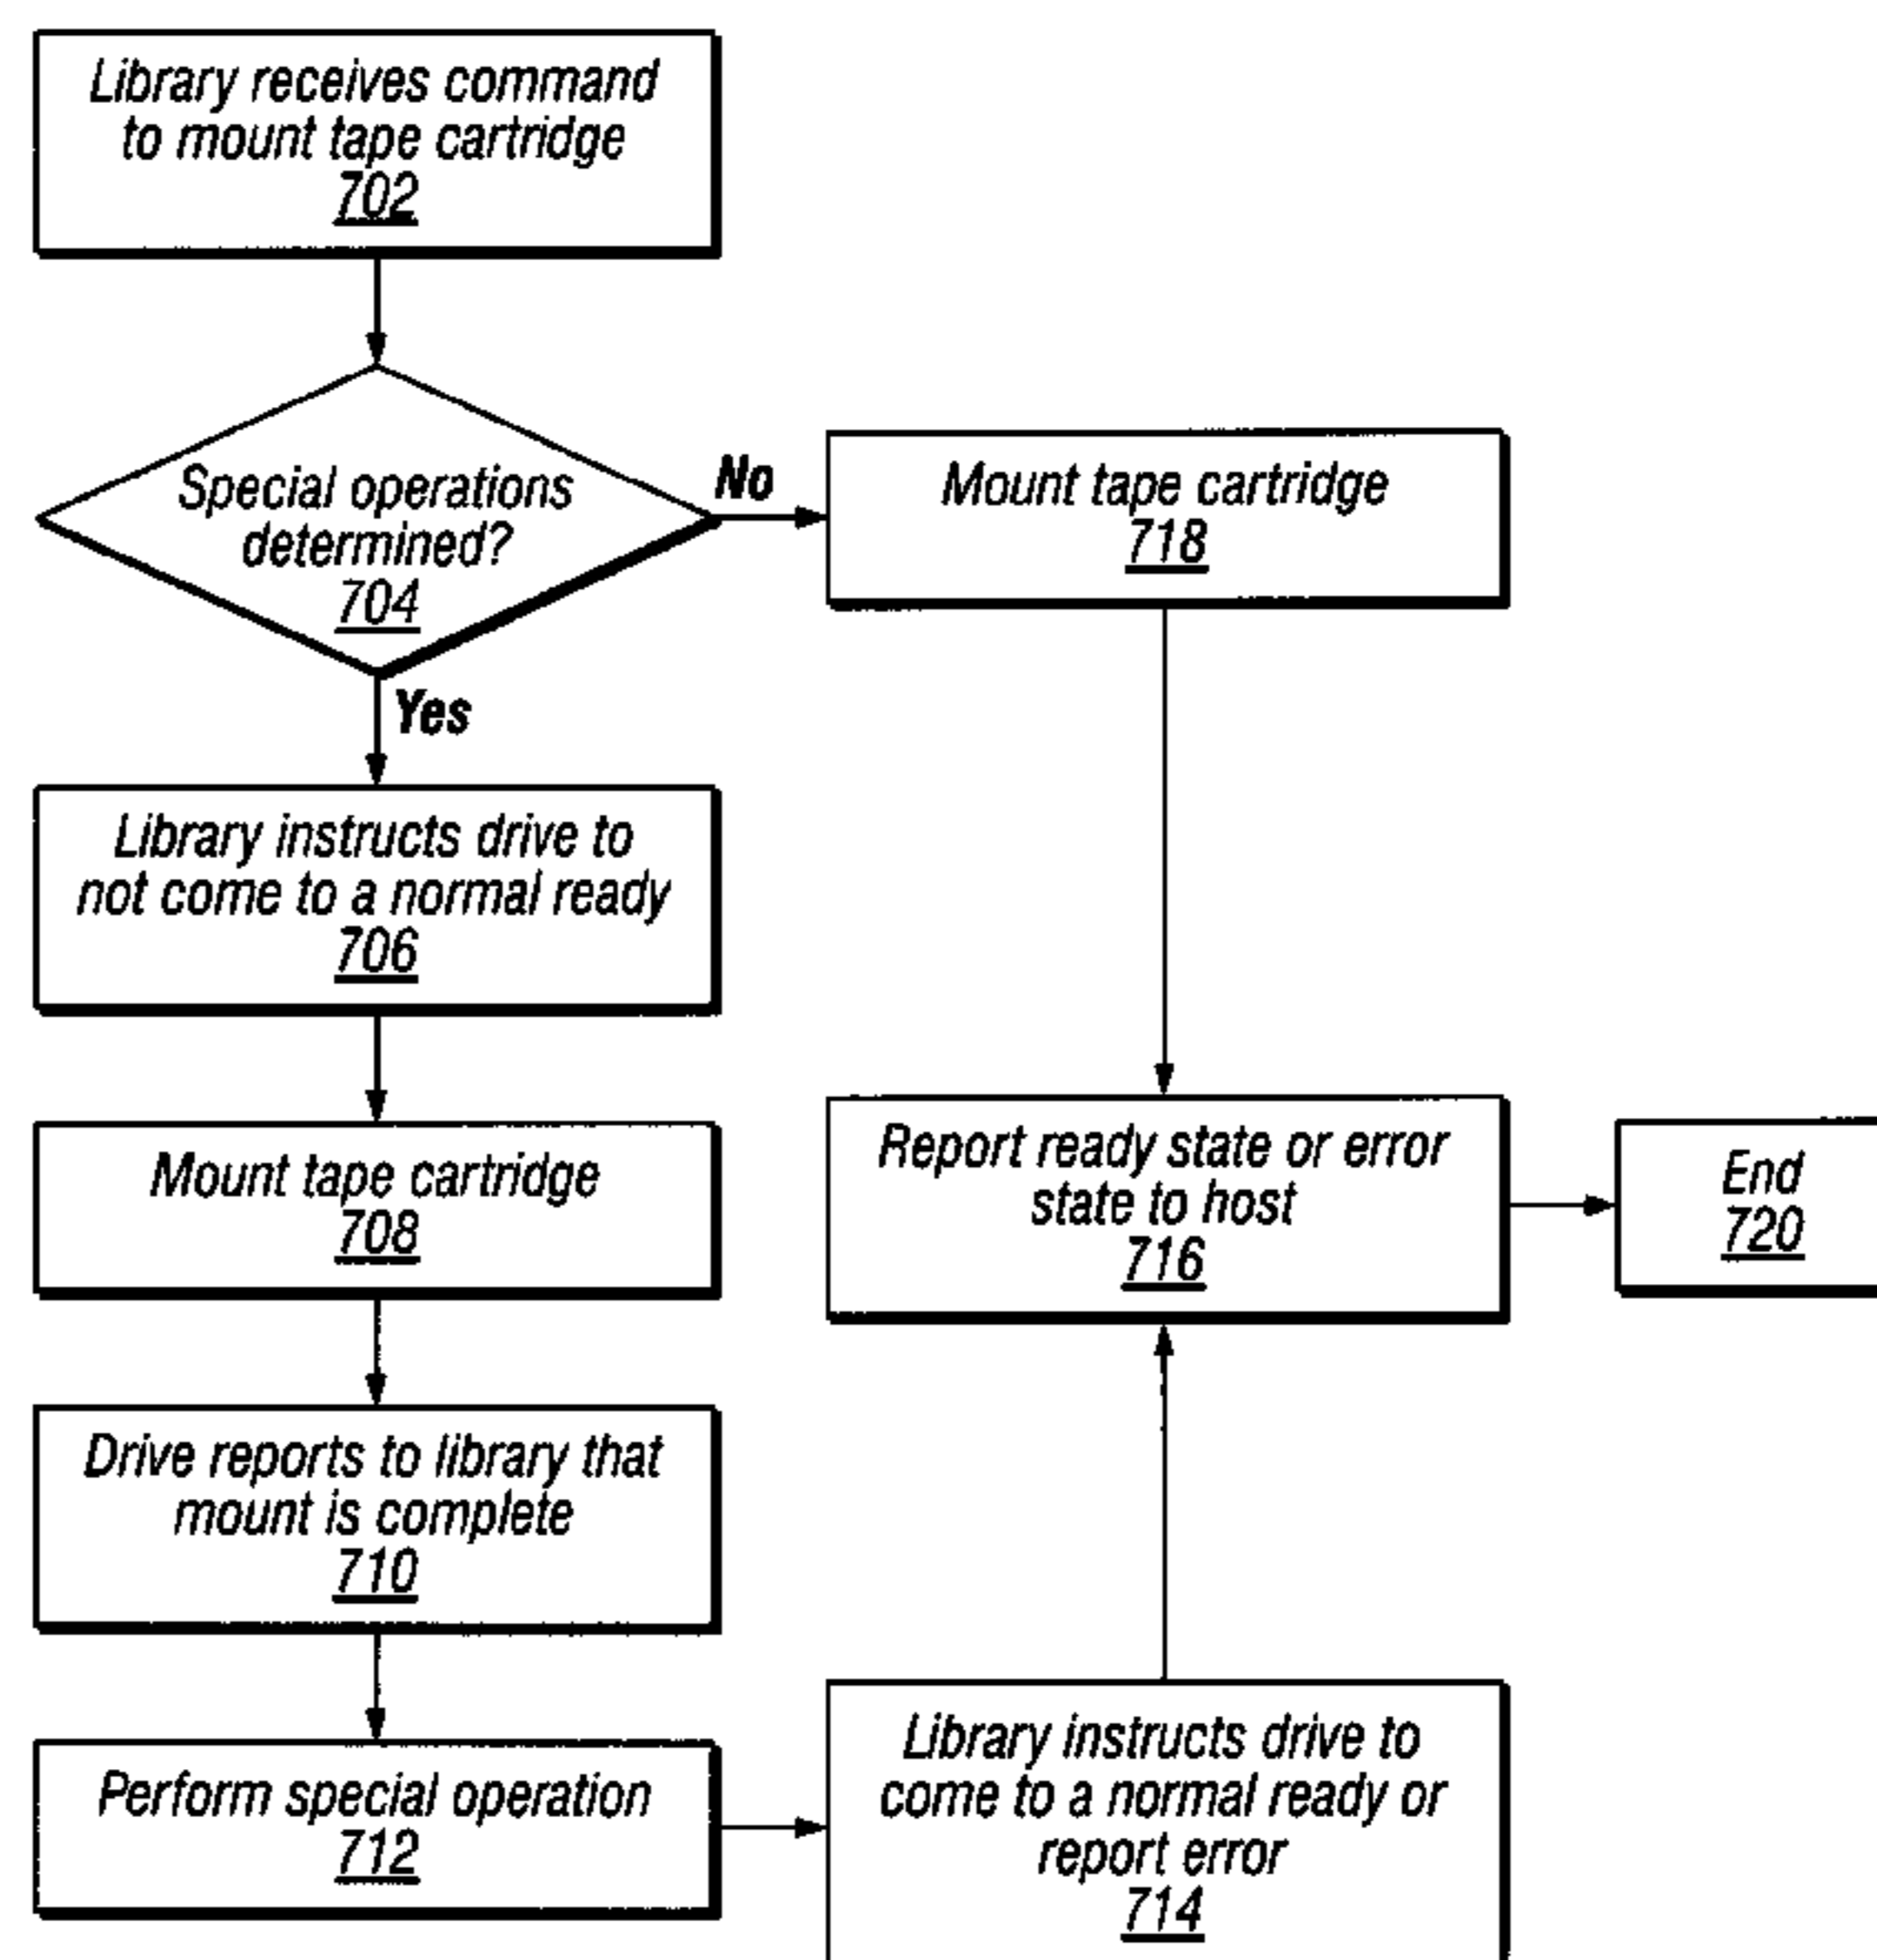 Library receives command
to mount tape cartridge
702
Special operations
determined?
704
No
Mount tape cartridge
718
Yes
Library instructs drive to
not come to a normal ready
706
Mount tape cartridge
708
Report ready state or error
state to host
716
End
720
Drive reports to library that
mount is complete
710
Perform special operation
712
Library instructs drive to
come to a normal ready or
report error
714